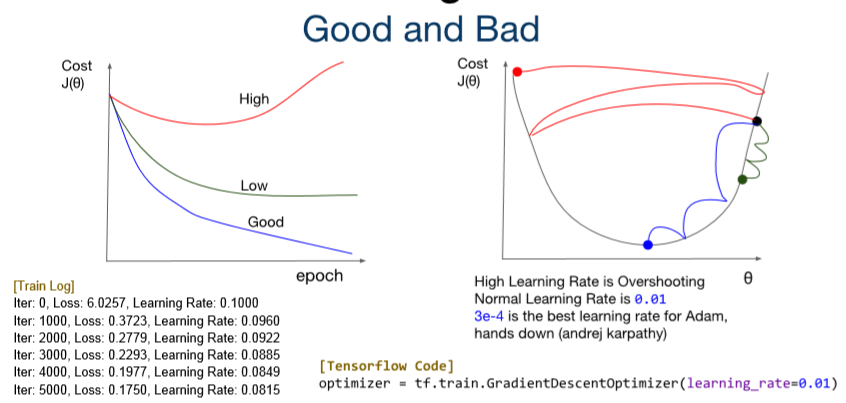 Good and Bad
Cost
J(θ)
High
Low
Good
epoch
[Train Log]
Iter: 0, Loss: 6.0257, Learning Rate: 0.1000
Iter: 1000, Loss: 0.3723, Learning Rate: 0.0960
Iter: 2000, Loss: 0.2779, Learning Rate: 0.0922
Iter: 3000, Loss: 0.2293, Learning Rate: 0.0885
Iter: 4000, Loss: 0.1977, Learning Rate: 0.0849
Iter: 5000, Loss: 0.1750, Learning Rate: 0.0815
Cost
J(θ)
θ
High Learning Rate is Overshooting
Normal Learning Rate is 0.01
3e-4 is the best learning rate for Adam,
hands down (andrej karpathy)
[Tensorflow Code]
optimizer = tf.train.GradientDescentOptimizer(learning_rate=0.01)